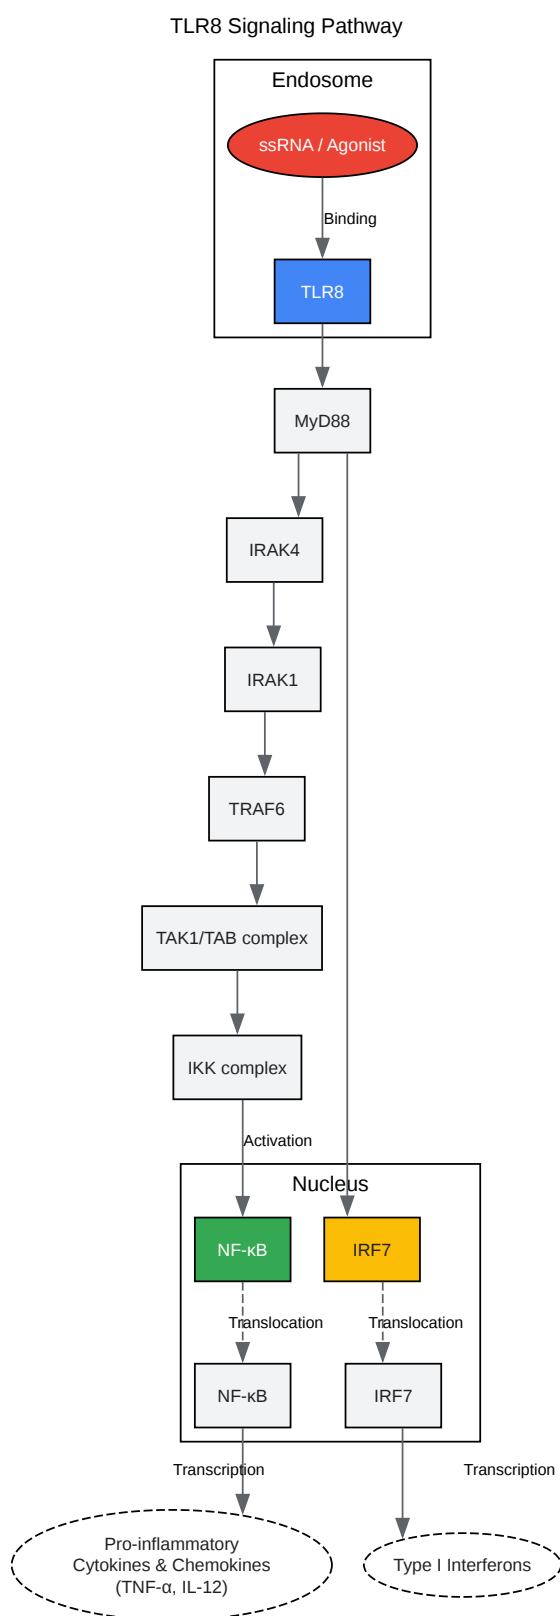 TLR8 Signaling Pathway
Endosome
ssRNA / Agonist
Binding
TLR8
MyD88
IRAK4
IRAK1
TRAF6
TAK1/TAB complex
IKK complex
Activation
Nucleus
NF-κB
IRF7
Translocation
Translocation
NF-κB
IRF7
Transcription
Transcription
Pro-inflammatory
Cytokines & Chemokines
(TNF-α, IL-12)
Type I Interferons